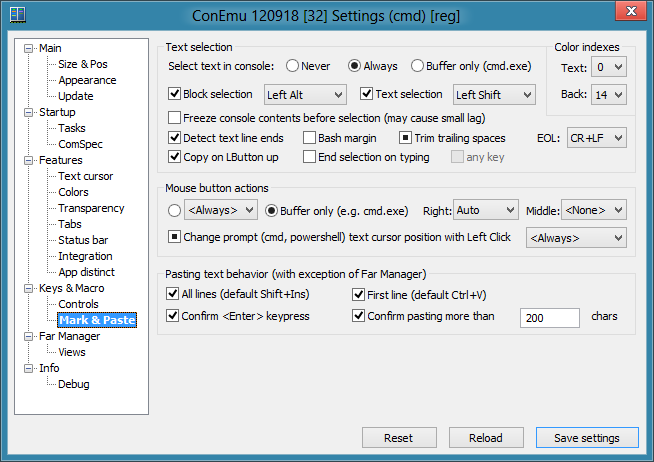 ConEmu 120918 [32] Settings (cmd) [reg]
Main
Size & Pos
Appearance
Update
Startup
Tasks
ComSpec
Features
Text cursor
Colors
Transparency
Tabs
Status bar
Integration
App distinct
Keys & Macro
Controls
Mark & Paste
Far Manager
Views
Info
Debug
Text selection
Select text in console: Never Always Buffer only (cmd.exe)
Block selection Left Alt Text selection Left Shift
Freeze console contents before selection (may cause small lag)
Detect text line ends Bash margin Trim trailing spaces EOL: CR+LF
Copy on LButton up End selection on typing any key
Color indexes
Text: 0
Back: 14
Mouse button actions
<Always> Buffer only (e.g. cmd.exe) Right: Auto Middle: <None>
Change prompt (cmd, powershell) text cursor position with Left Click <Always>
Pasting text behavior (with exception of Far Manager)
All lines (default Shift+Ins) First line (default Ctrl+V)
Confirm <Enter> keypress Confirm pasting more than 200 chars
Reset Reload Save settings